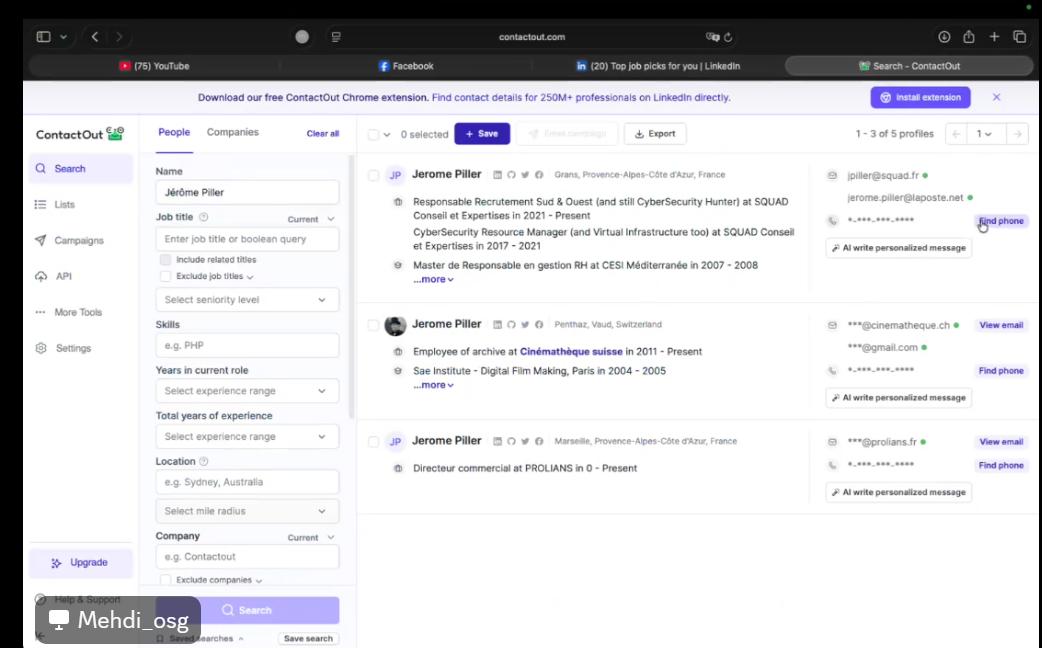 contactout.com
(75) YouTube
Facebook
(20) Top job picks for you | LinkedIn
Search - ContactOut
Download our free ContactOut Chrome extension. Find contact details for 250M+ professionals on LinkedIn directly.
Install extension
ContactOut
Search
Lists
Campaigns
API
More Tools
Settings
Upgrade
Help & Support
People
Companies
Clear all
Name
Jérôme Piller
Job title
Current
Enter job title or boolean query
Include related titles
Exclude job titles
Select seniority level
Skills
e.g. PHP
Years in current role
Select experience range
Total years of experience
Select experience range
Location
e.g. Sydney, Australia
Select mile radius
Company
Current
e.g. Contactout
Exclude companies
Search
Saved searches
Save search
0 selected
+ Save
Email campaign
Export
1 - 3 of 5 profiles
1
JP
Jerome Piller
Grans, Provence-Alpes-Côte d'Azur, France
Responsable Recrutement Sud & Ouest (and still CyberSecurity Hunter) at SQUAD
Conseil et Expertises in 2021 - Present
CyberSecurity Resource Manager (and Virtual Infrastructure too) at SQUAD Conseil
et Expertises in 2017 - 2021
Master de Responsable en gestion RH at CESI Méditerranée in 2007 - 2008
...more
jpiller@squad.fr
jerome.piller@laposte.net
*-***-***-****
Find phone
AI write personalized message
Jerome Piller
Penthaz, Vaud, Switzerland
Employee of archive at Cinémathèque suisse in 2011 - Present
Sae Institute - Digital Film Making, Paris in 2004 - 2005
...more
***@cinematheque.ch
View email
***@gmail.com
*-***-***-****
Find phone
AI write personalized message
JP
Jerome Piller
Marseille, Provence-Alpes-Côte d'Azur, France
Directeur commercial at PROLIANS in 0 - Present
***@prolians.fr
View email
*-***-***-****
Find phone
AI write personalized message
Mehdi_osg